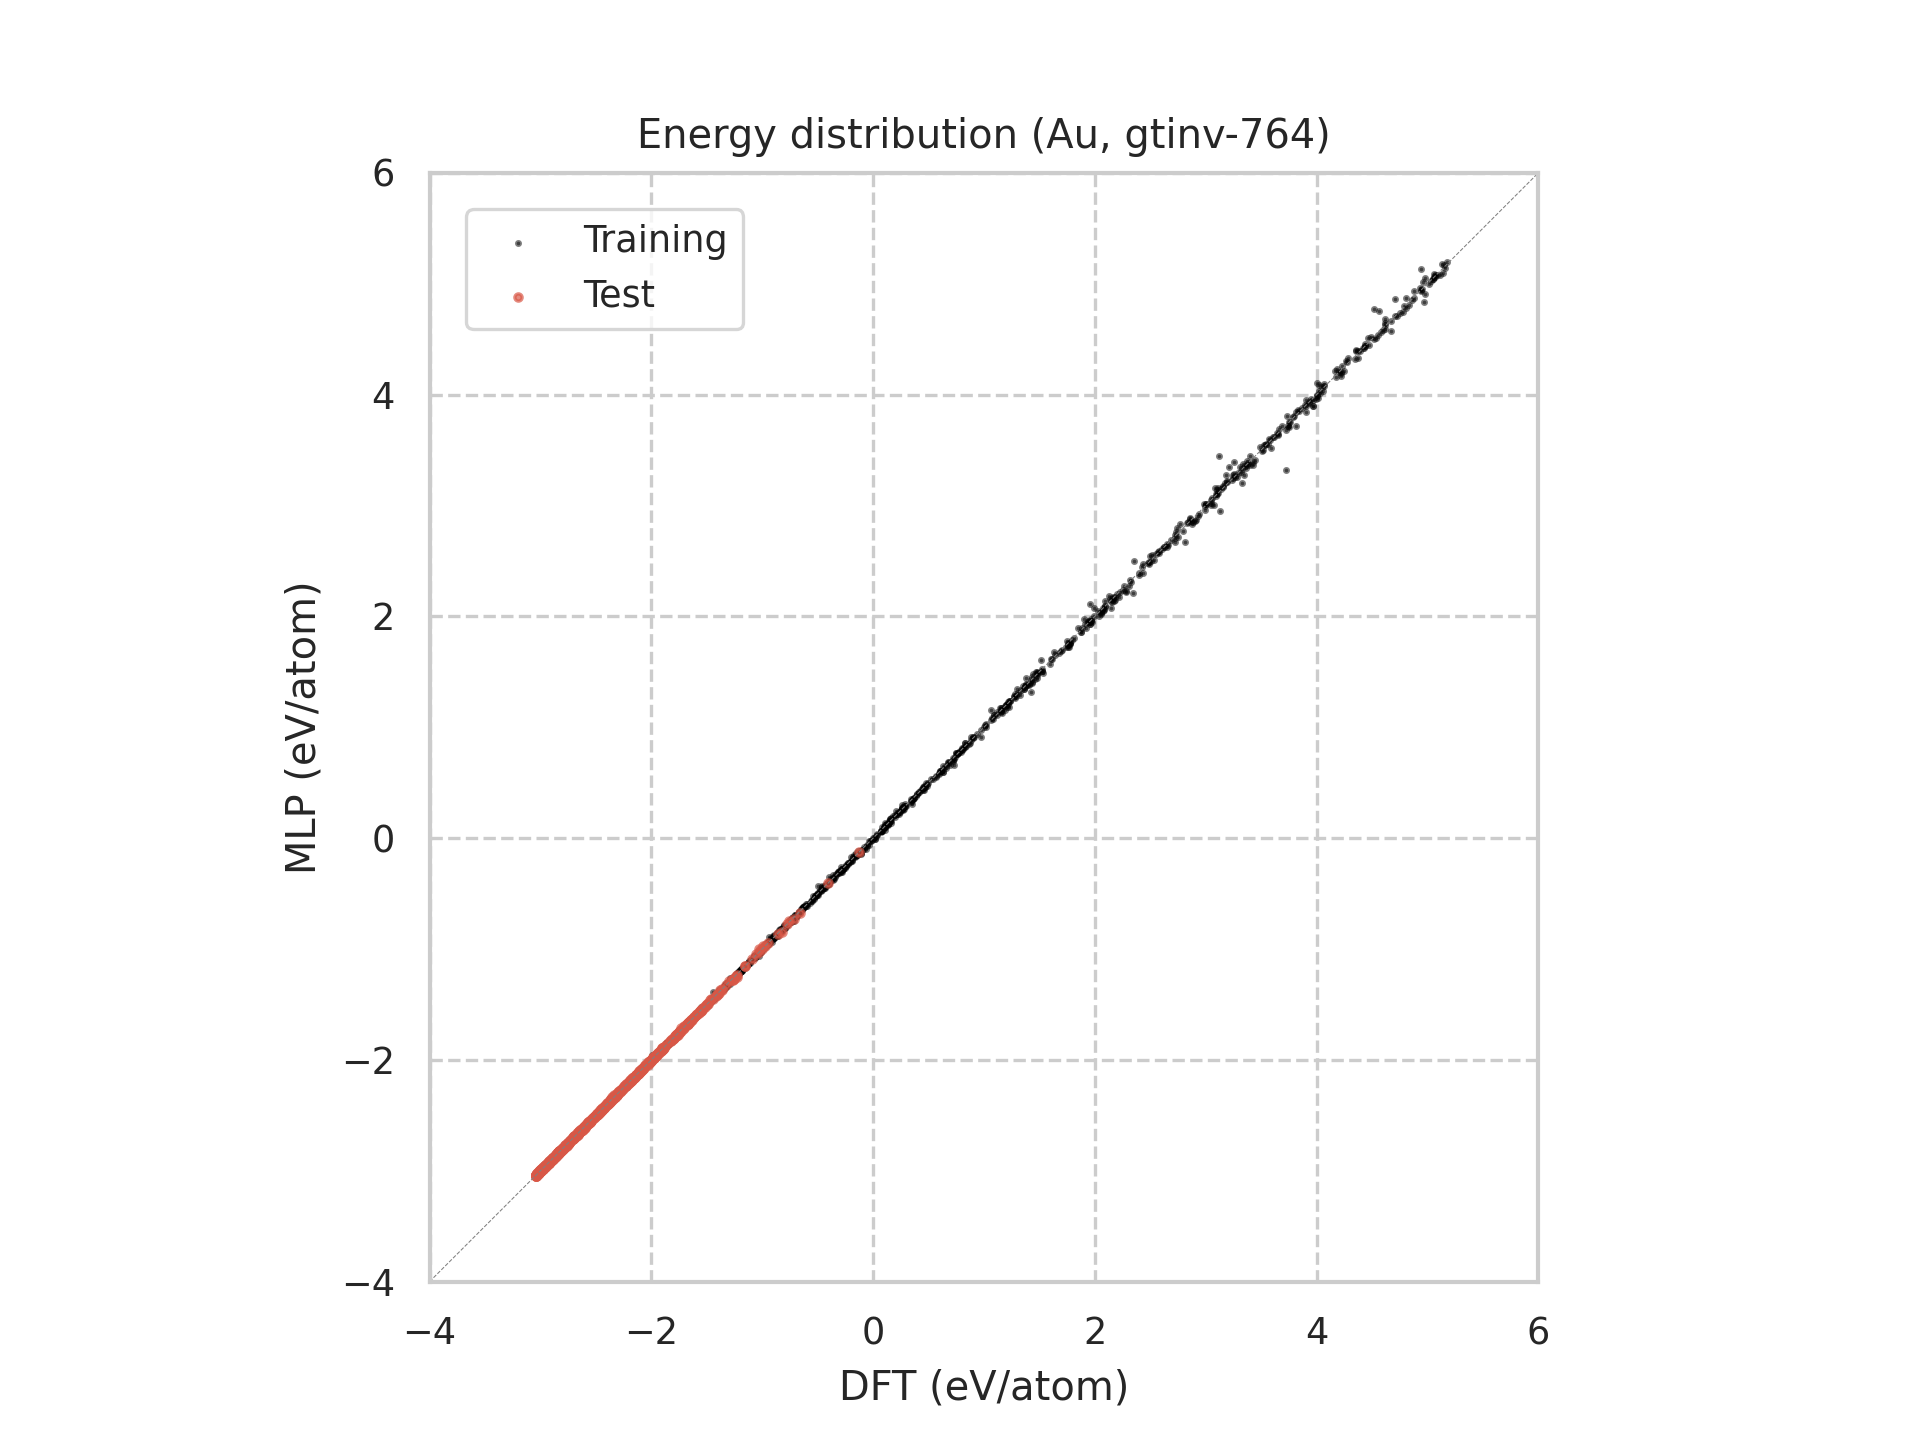 Energy distribution (Au, gtinv-764)
6
4
2
0
−2
−4
MLP (eV/atom)
Training
Test
−4 −2 0 2 4 6
DFT (eV/atom)